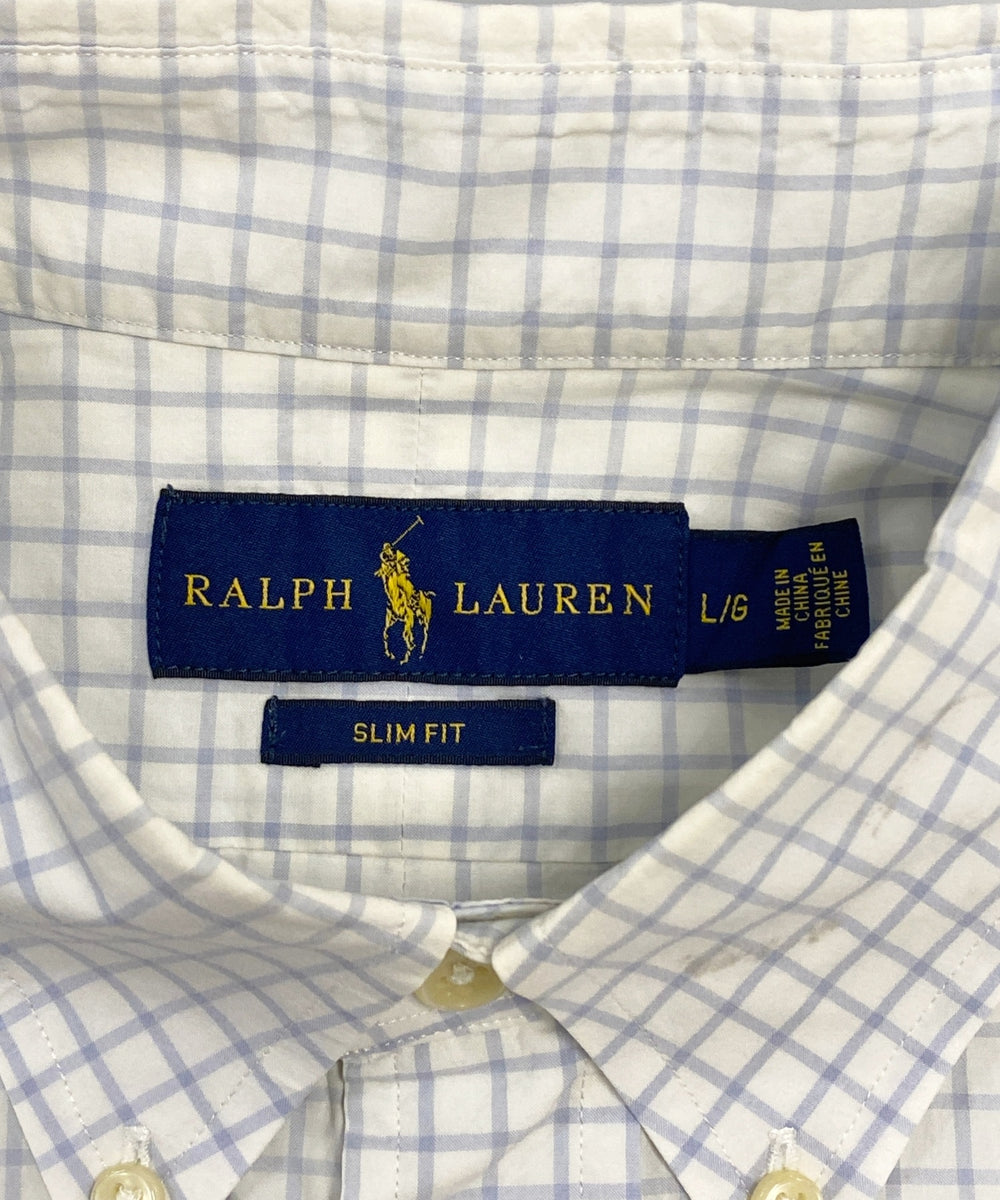 RALPH LAUREN
L/G
MADE IN
CHINA
FABRIQUÉ EN
CHINE
SLIM FIT